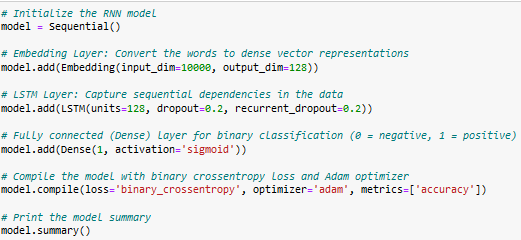 # Initialize the RNN model
model = Sequential()
# Embedding Layer: Convert the words to dense vector representations
model.add(Embedding(input_dim=10000, output_dim=128))
# LSTM Layer: Capture sequential dependencies in the data
model.add(LSTM(units=128, dropout=0.2, recurrent_dropout=0.2))
# Fully connected (Dense) layer for binary classification (0 = negative, 1 = positive)
model.add(Dense(1, activation='sigmoid'))
# Compile the model with binary crossentropy loss and Adam optimizer
model.compile(loss='binary_crossentropy', optimizer='adam', metrics=['accuracy'])
# Print the model summary
model.summary()